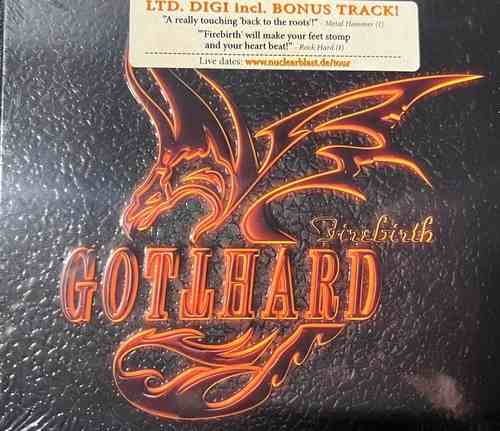 LTD. DIGI incl. BONUS TRACK!
"A really touching 'back to the roots'!" - Metal Hammer (I)
"'Firebirth' will make your feet stomp
and your heart beat!" - Rock Hard (I)
Live dates: www.nuclearblast.de/tour
Firebirth
GOTTHARD